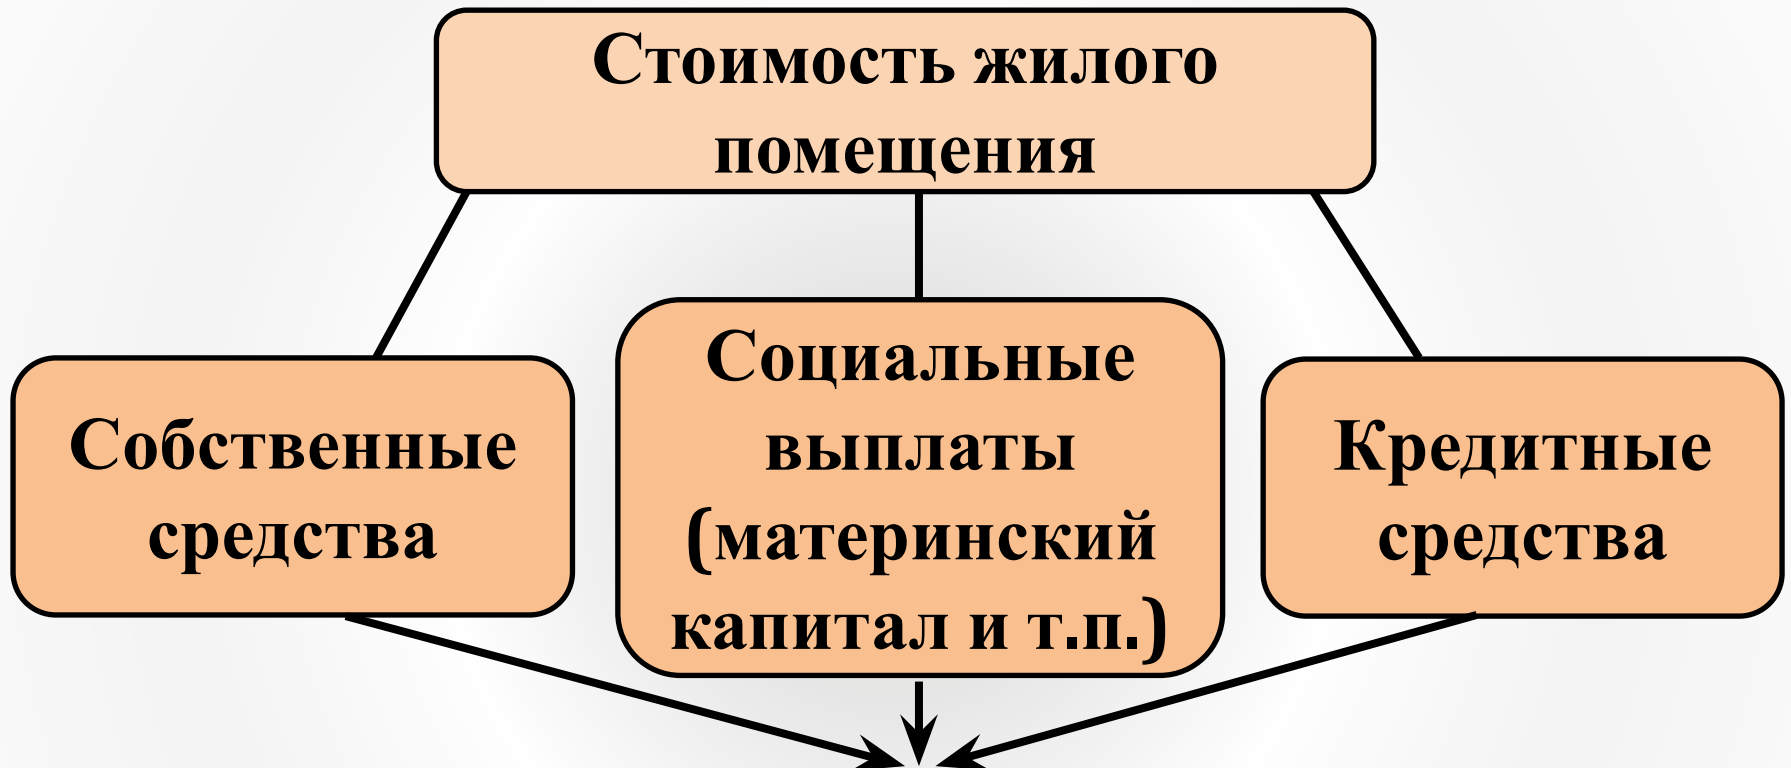 Стоимость жилого
помещения
Собственные
средства
Социальные
выплаты
(материнский
капитал и т.п.)
Кредитные
средства